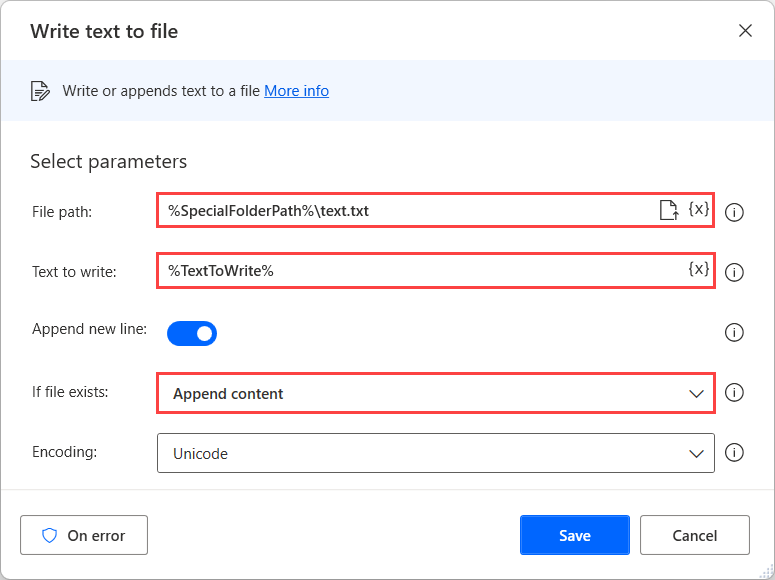 Write text to file
Write or appends text to a file More info
Select parameters
File path: %SpecialFolderPath%\text.txt {x}
Text to write: %TextToWrite% {x}
Append new line:
If file exists: Append content
Encoding: Unicode
On error Save Cancel